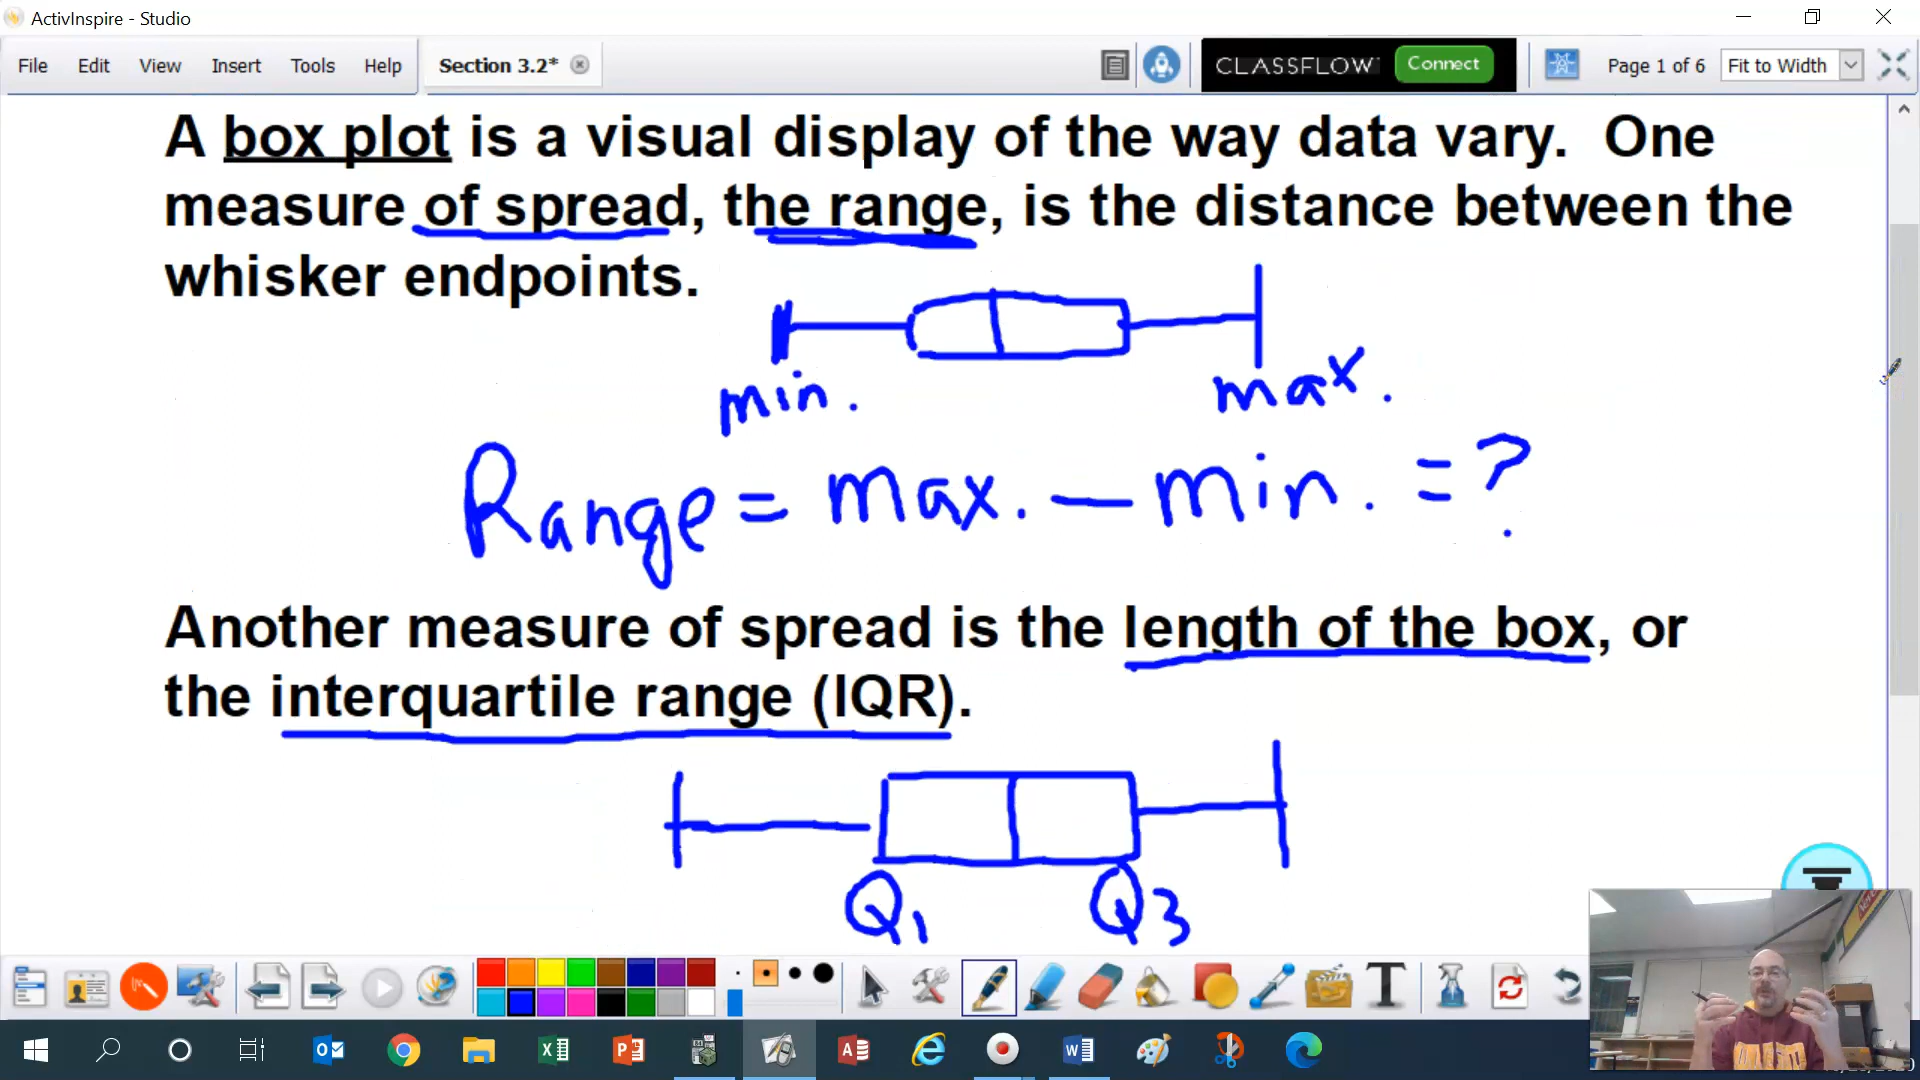 ActivInspire - Studio
File Edit View Insert Tools Help Section 3.2* CLASSFLOW Connect Page 1 of 6 Fit to Width
A box plot is a visual display of the way data vary. One
measure of spread, the range, is the distance between the
whisker endpoints.
min. max.
Range = max. — min. = ?
Another measure of spread is the length of the box, or
the interquartile range (IQR).
Q1 Q3